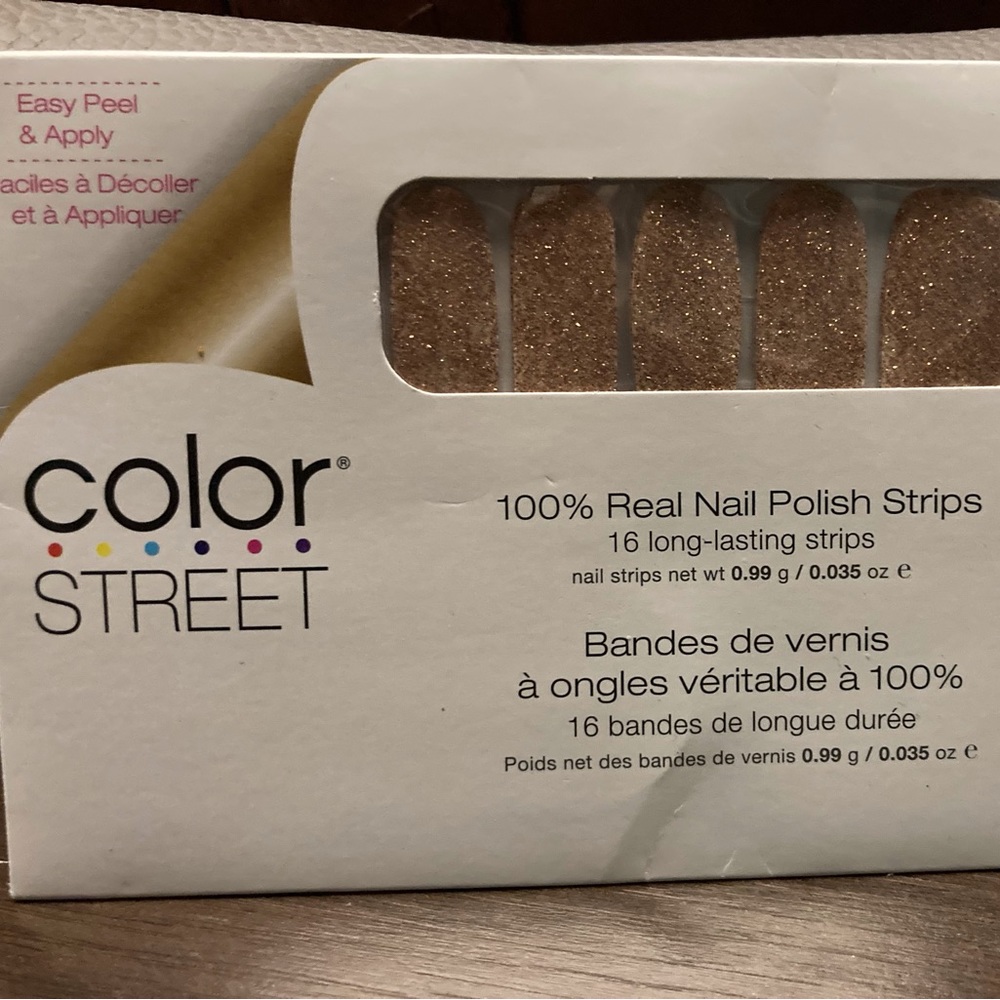 Easy Peel
& Apply
aciles à Décoller
et à Appliquer
color®
STREET
100% Real Nail Polish Strips
16 long-lasting strips
nail strips net wt 0.99 g / 0.035 oz e
Bandes de vernis
à ongles véritable à 100%
16 bandes de longue durée
Poids net des bandes de vernis 0.99 g / 0.035 oz e